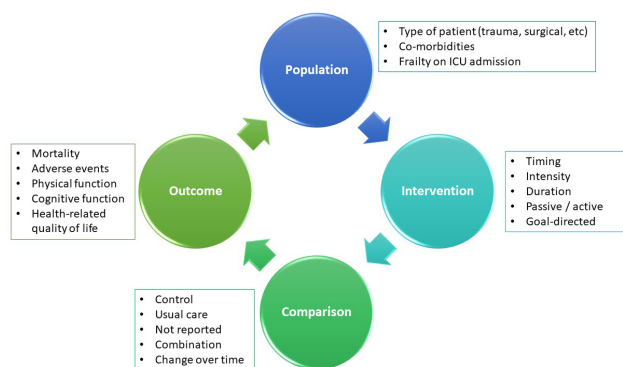 Population
• Type of patient (trauma, surgical, etc)
• Co-morbidities
• Frailty on ICU admission
Intervention
• Timing
• Intensity
• Duration
• Passive / active
• Goal-directed
Comparison
• Control
• Usual care
• Not reported
• Combination
• Change over time
Outcome
• Mortality
• Adverse events
• Physical function
• Cognitive function
• Health-related
quality of life